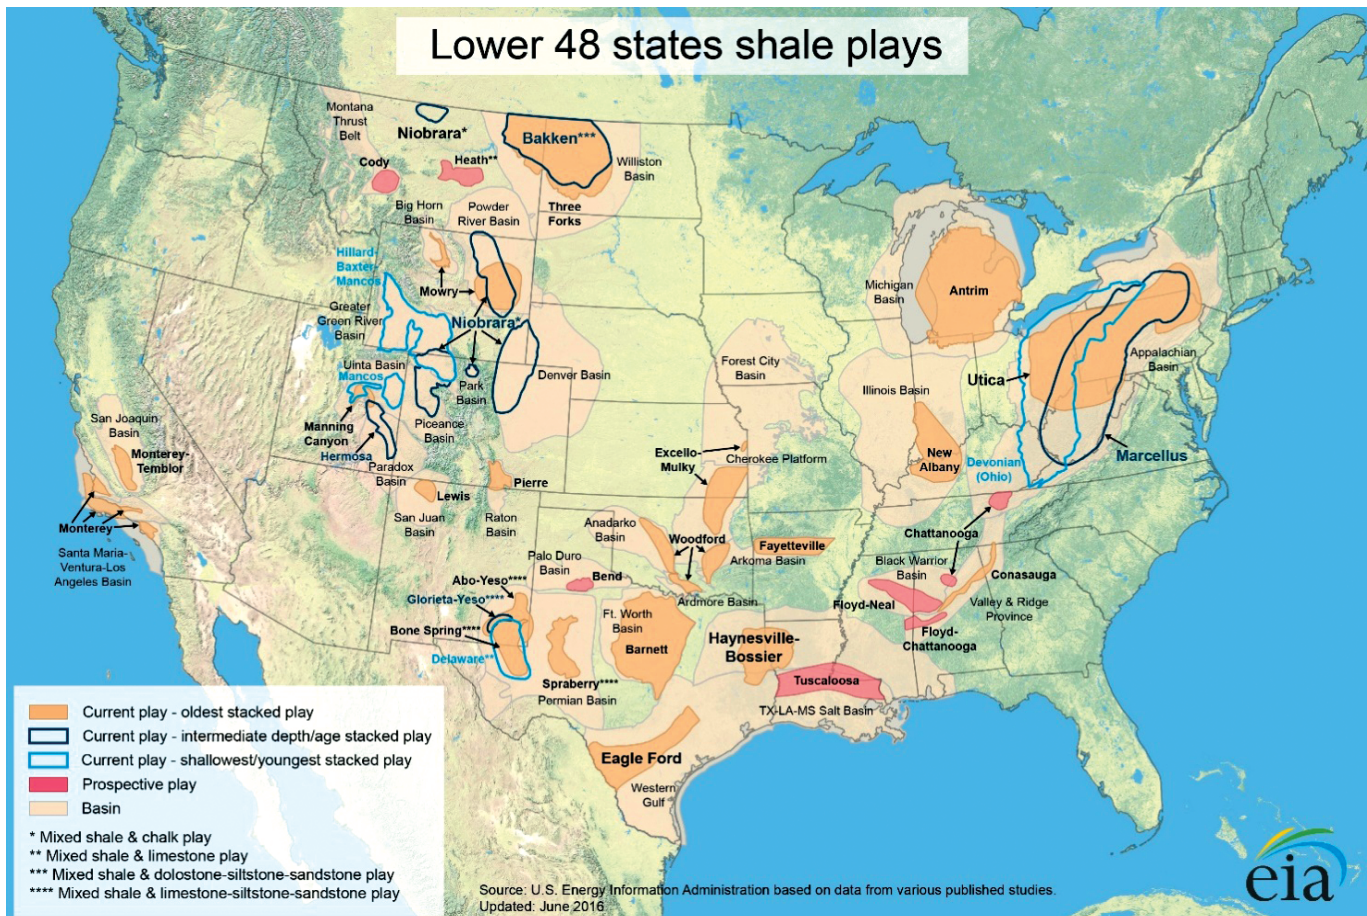 Lower 48 states shale plays
Montana
Thrust
Belt
Niobrara*
Bakken***
Cody
Heath**
Williston
Basin
Big Horn
Basin
Powder
River Basin
Three
Forks
Hillard-
Baxter-
Mancos
Mowry
Michigan
Basin
Antrim
Greater
Green River
Basin
Niobrara*
Uinta Basin
Mancos
Park
Basin
Denver Basin
Forest City
Basin
Illinois Basin
Utica
Appalachian
Basin
San Joaquin
Basin
Manning
Canyon
Piceance
Basin
Hermosa
Monterey-
Temblor
Paradox
Basin
Excello-
Mulky
Cherokee Platform
New
Albany
Devonian
(Ohio)
Marcellus
Lewis
Pierre
Monterey
San Juan
Basin
Raton
Basin
Anadarko
Basin
Woodford
Fayetteville
Arkoma Basin
Chattanooga
Santa Maria-
Ventura-Los
Angeles Basin
Palo Duro
Basin
Bend
Black Warrior
Basin
Conasauga
Abo-Yeso****
Glorieta-Yeso****
Ardmore Basin
Floyd-Neal
Valley & Ridge
Province
Bone Spring****
Ft. Worth
Basin
Haynesville-
Bossier
Floyd-
Chattanooga
Delaware**
Barnett
Spraberry****
Permian Basin
Tuscaloosa
TX-LA-MS Salt Basin
Eagle Ford
Western
Gulf
Current play - oldest stacked play
Current play - intermediate depth/age stacked play
Current play - shallowest/youngest stacked play
Prospective play
Basin
* Mixed shale & chalk play
** Mixed shale & limestone play
*** Mixed shale & dolostone-siltstone-sandstone play
**** Mixed shale & limestone-siltstone-sandstone play
Source: U.S. Energy Information Administration based on data from various published studies.
Updated: June 2016
eia